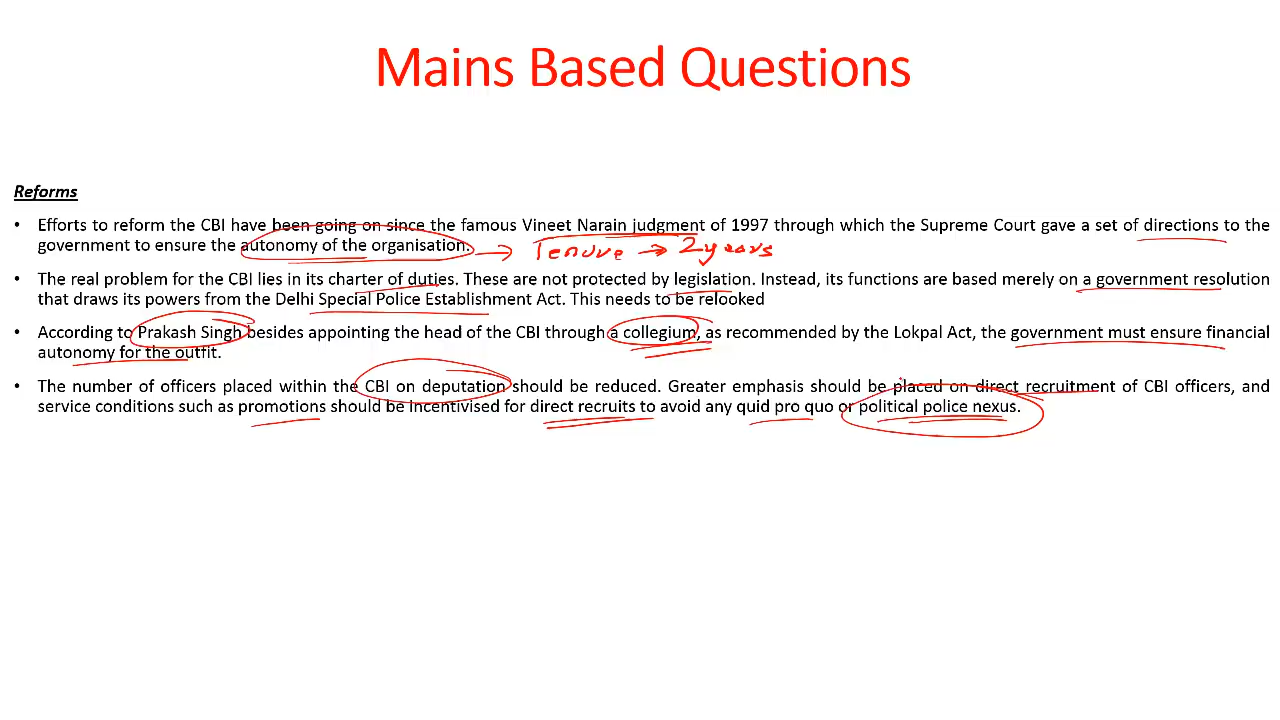 Mains Based Questions
Reforms
• Efforts to reform the CBI have been going on since the famous Vineet Narain judgment of 1997 through which the Supreme Court gave a set of directions to the
government to ensure the autonomy of the organisation. → Tenure → 2 years
• The real problem for the CBI lies in its charter of duties. These are not protected by legislation. Instead, its functions are based merely on a government resolution
that draws its powers from the Delhi Special Police Establishment Act. This needs to be relooked
• According to Prakash Singh besides appointing the head of the CBI through a collegium, as recommended by the Lokpal Act, the government must ensure financial
autonomy for the outfit.
• The number of officers placed within the CBI on deputation should be reduced. Greater emphasis should be placed on direct recruitment of CBI officers, and
service conditions such as promotions should be incentivised for direct recruits to avoid any quid pro quo or political police nexus.